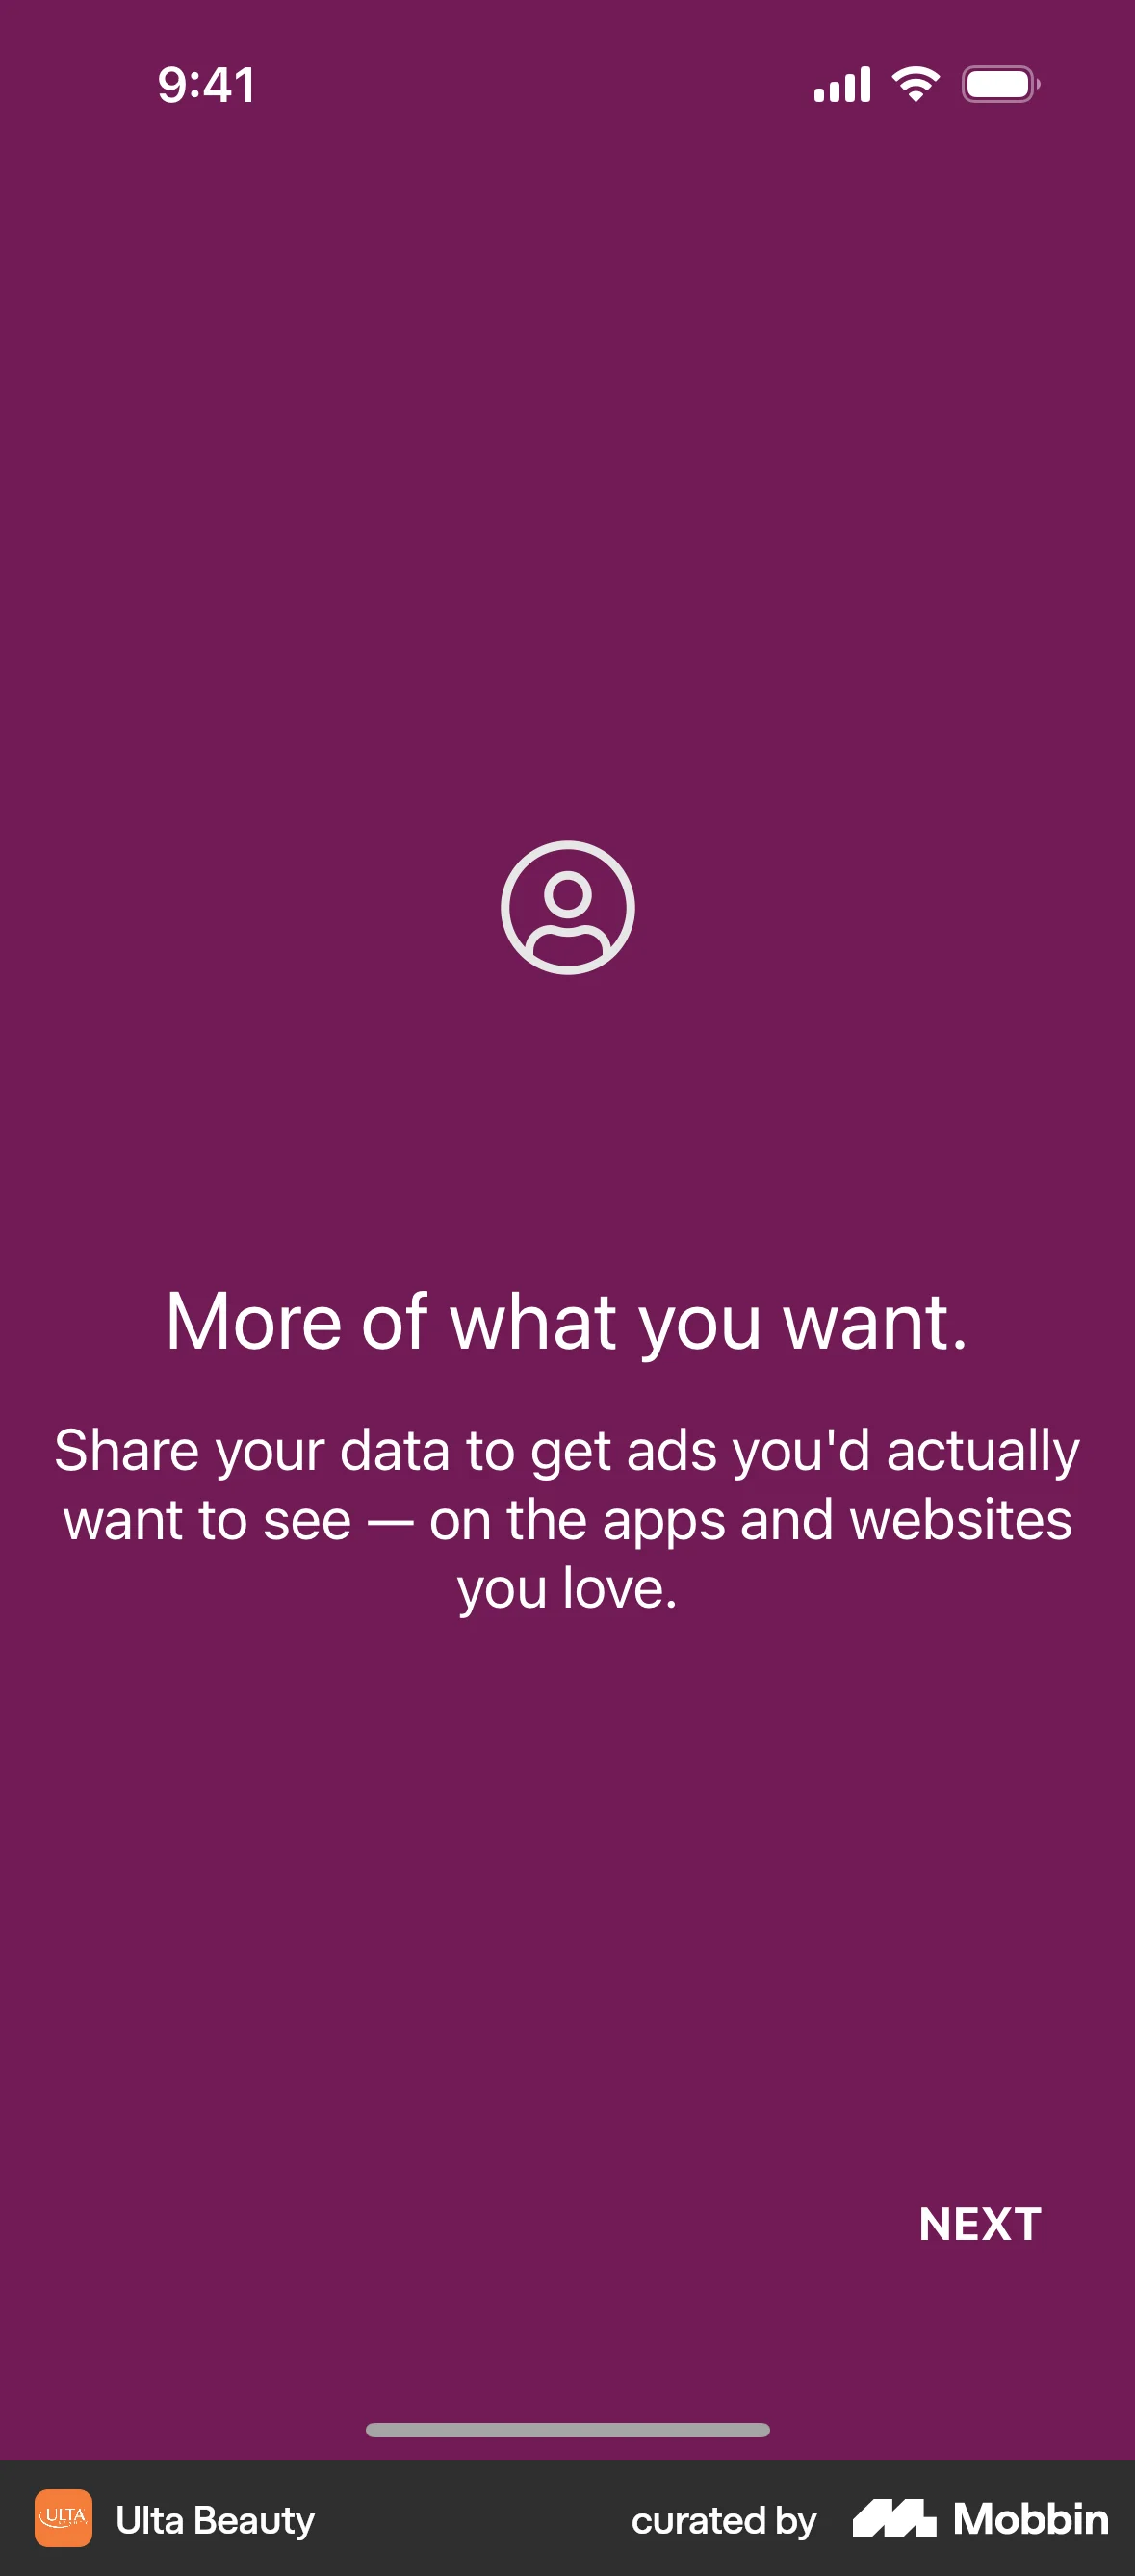 9:41
More of what you want.
Share your data to get ads you'd actually
want to see — on the apps and websites
you love.
NEXT
ULTA
Ulta Beauty
curated by
Mobbin